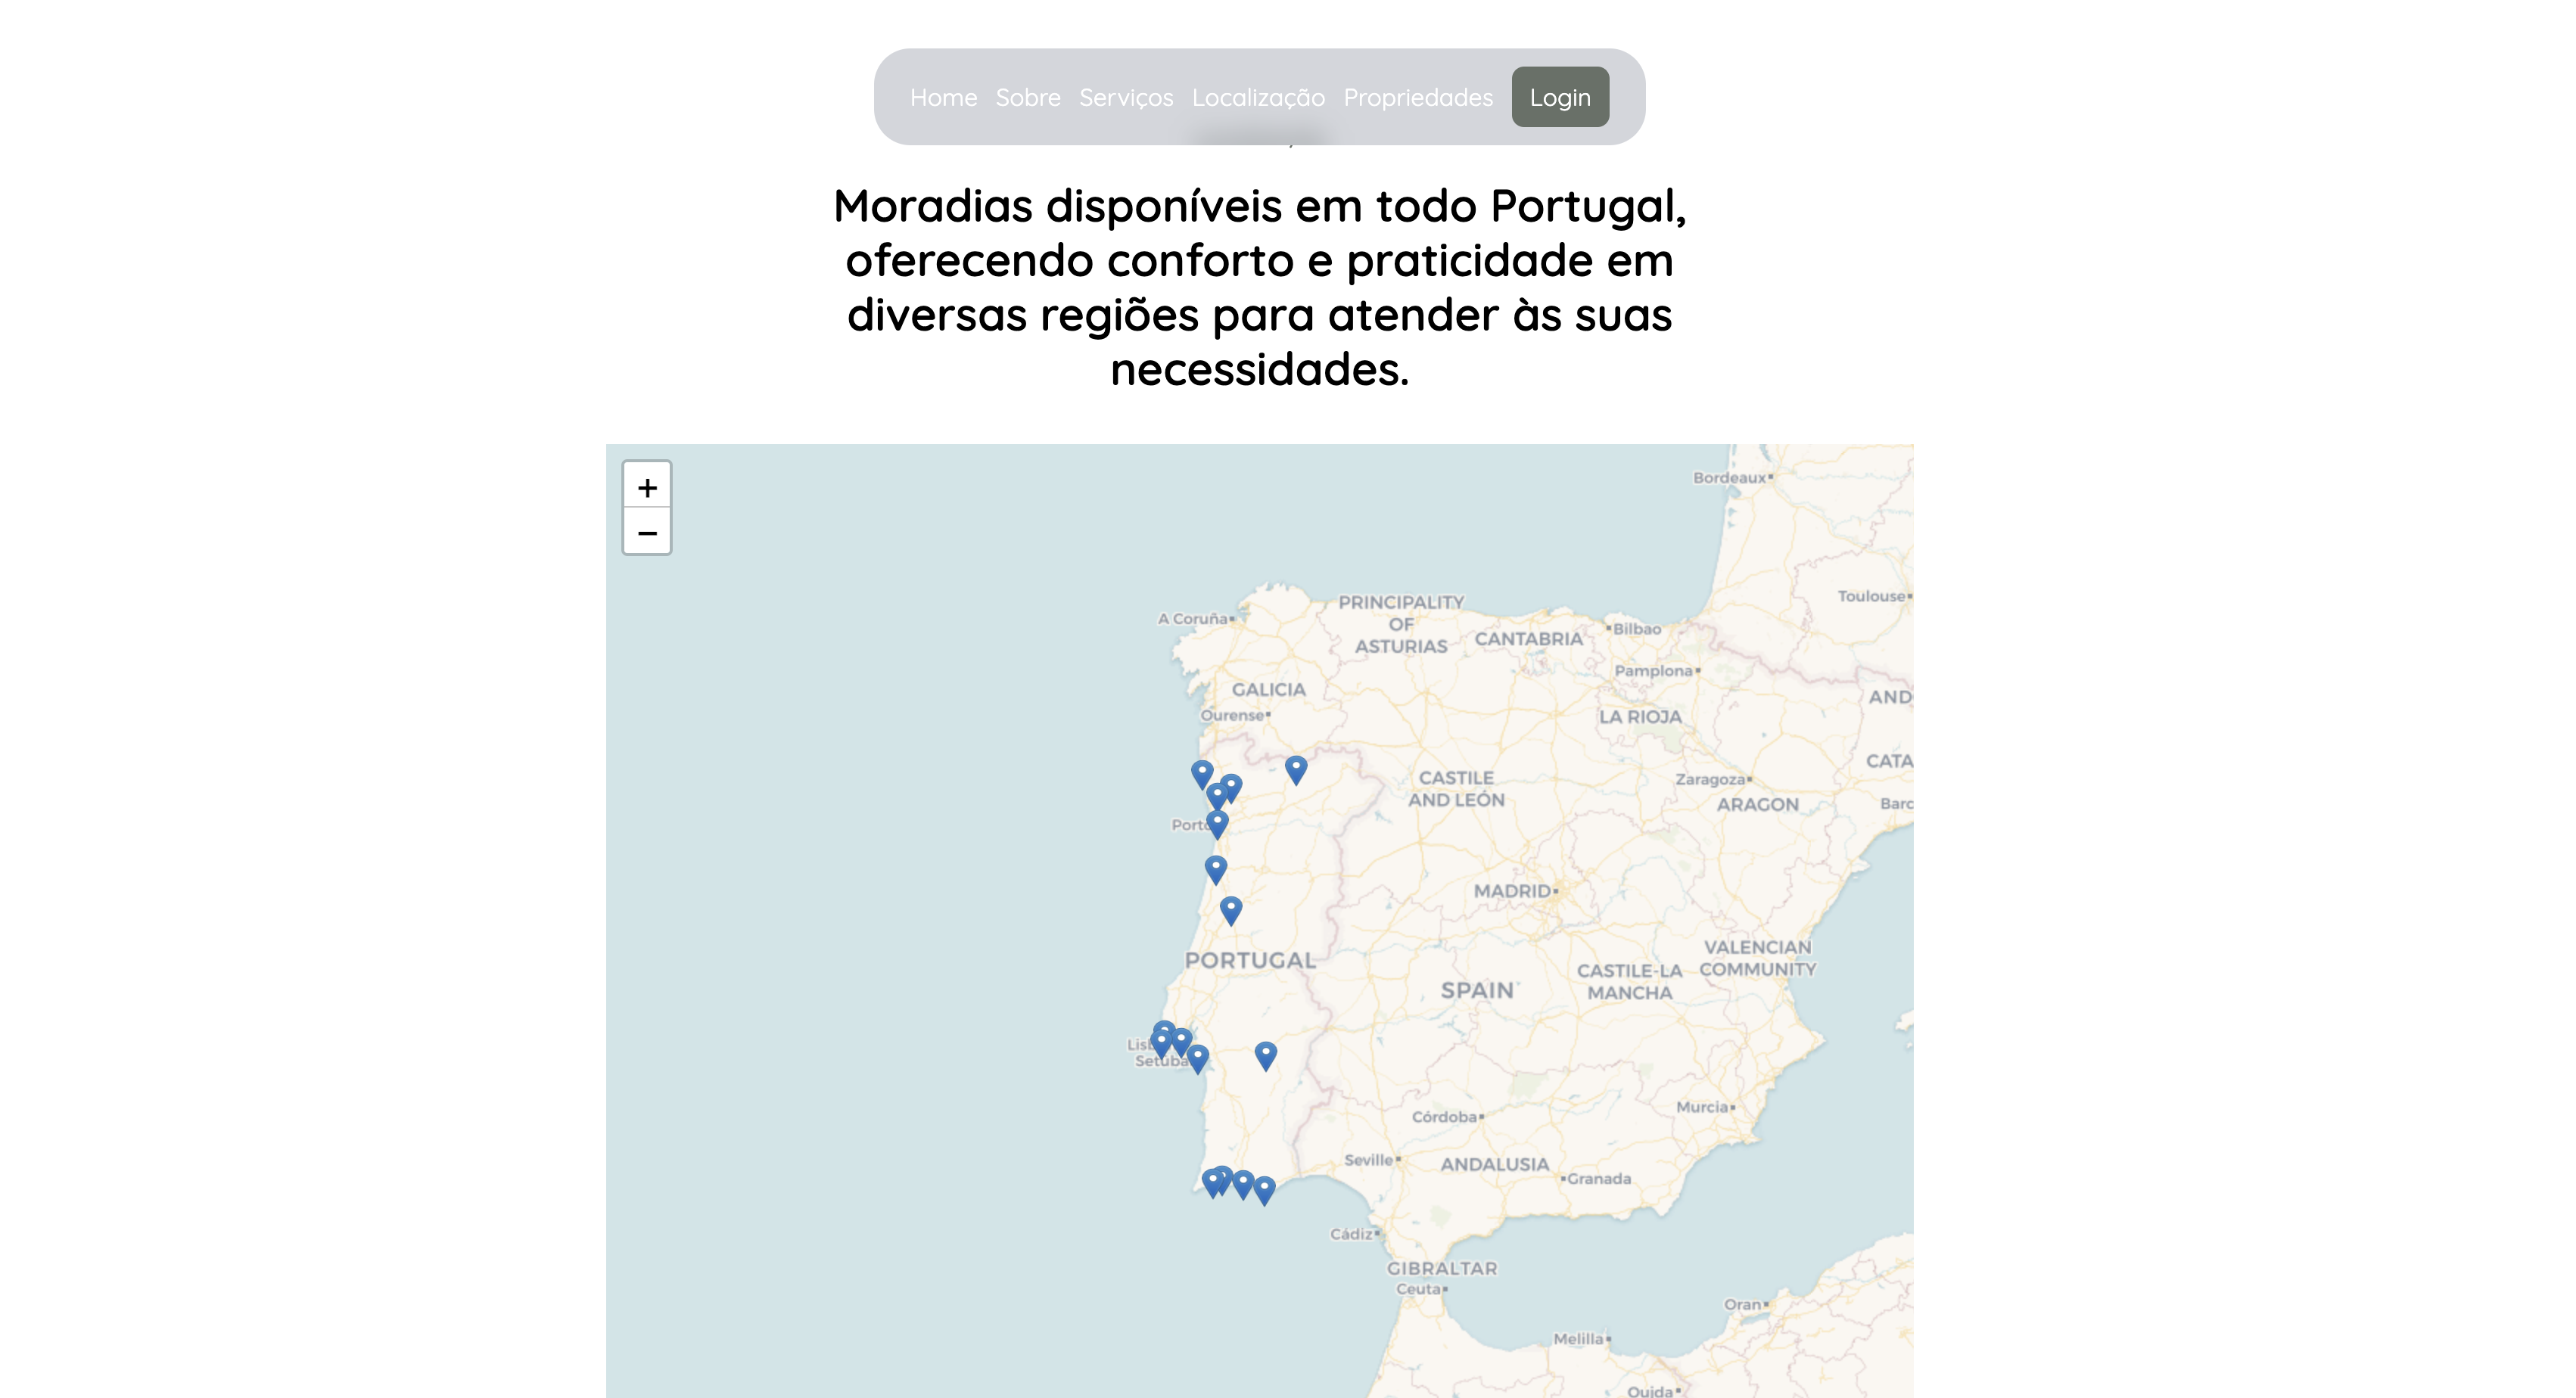 Home Sobre Serviços Localização Propriedades Login
Moradias disponíveis em todo Portugal,
oferecendo conforto e praticidade em
diversas regiões para atender às suas
necessidades.
+
−
Bordeaux
Toulouse
A Coruña
PRINCIPALITY
OF
ASTURIAS
CANTABRIA
Bilbao
Pamplona
GALICIA
Ourense
LA RIOJA
AND
CATA
CASTILE
AND LEÓN
Zaragoza
ARAGON
Barc
Porto
MADRID
PORTUGAL
SPAIN
CASTILE-LA
MANCHA
VALENCIAN
COMMUNITY
Córdoba
Murcia
Seville
ANDALUSIA
Granada
Cádiz
GIBRALTAR
Ceuta
Oran
Melilla
Oujda